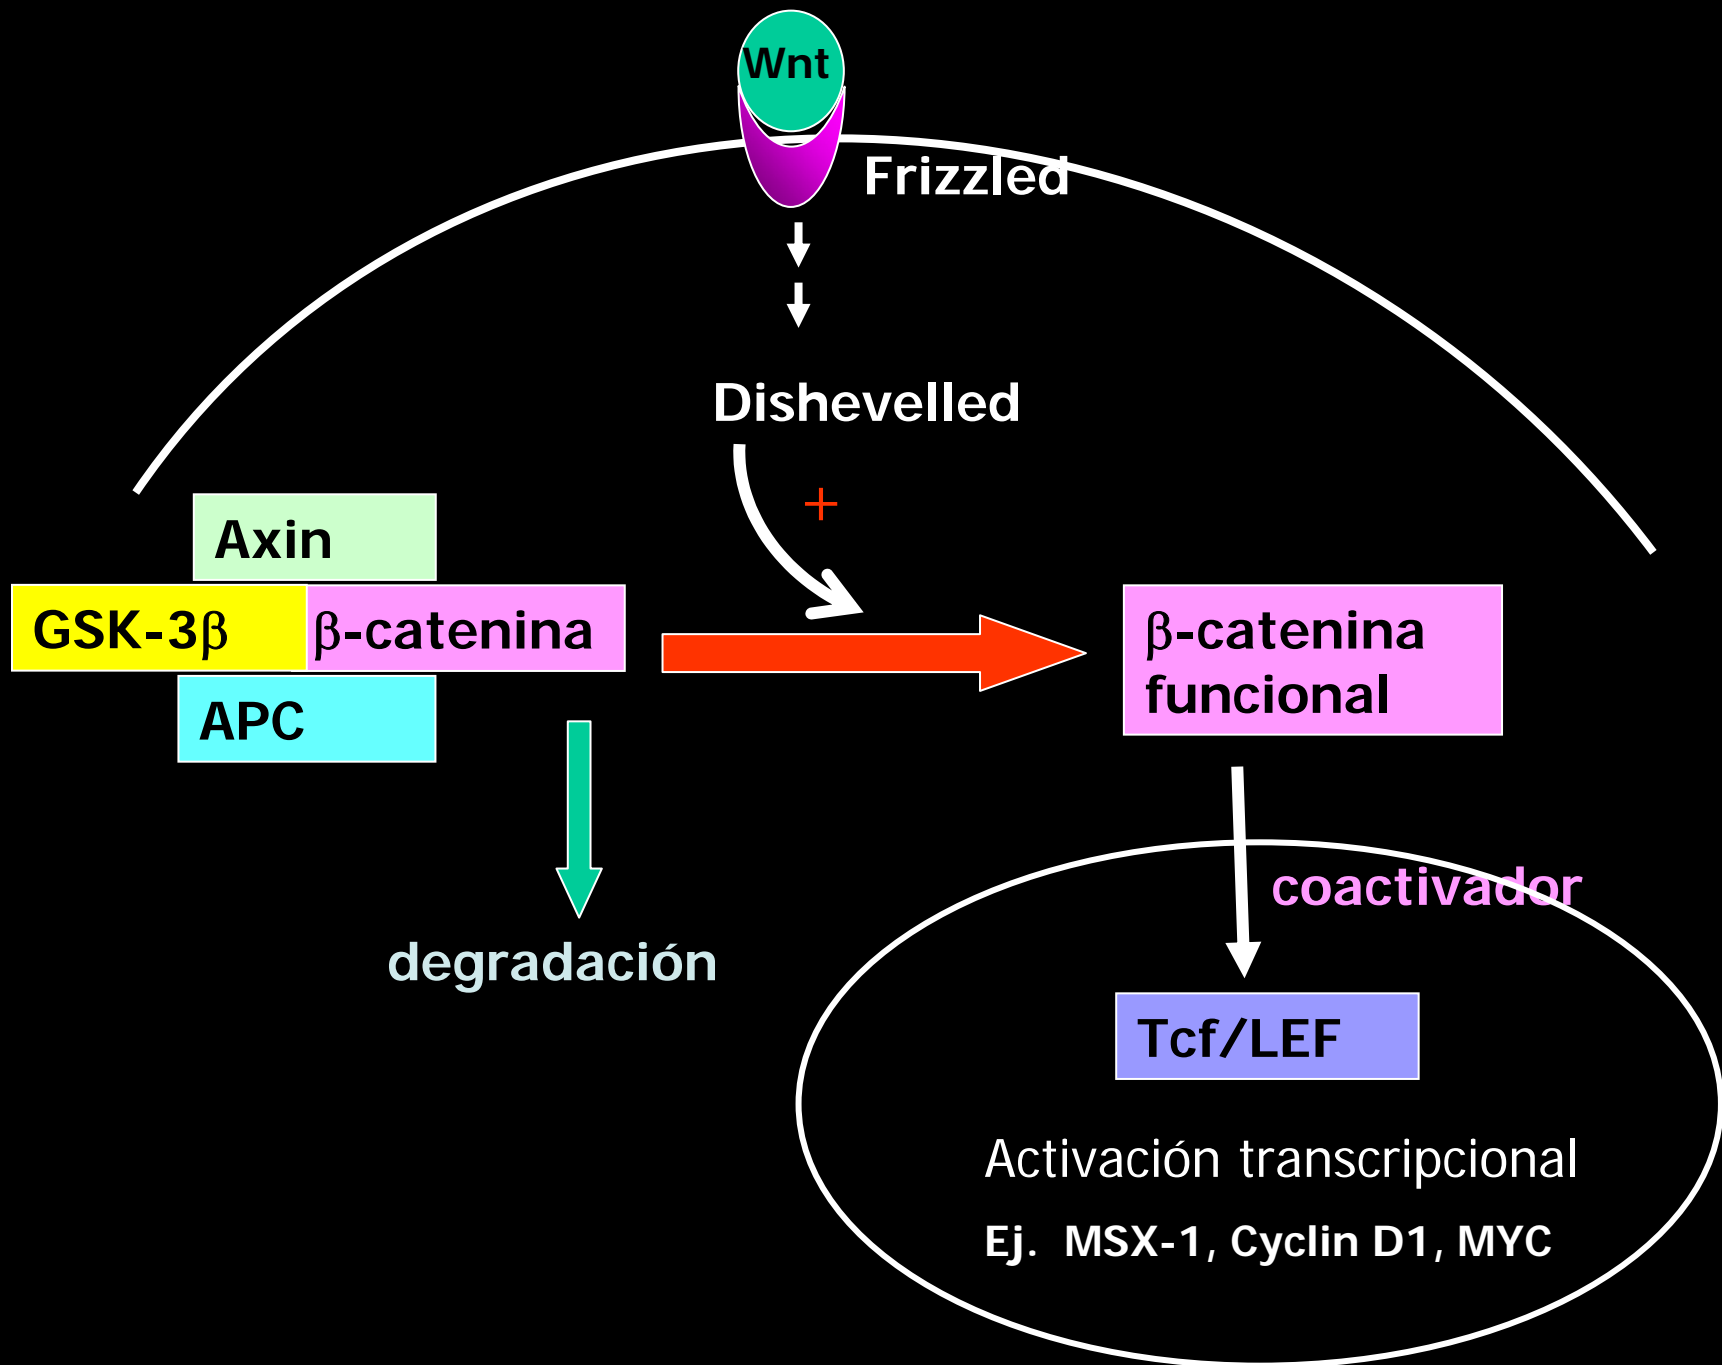 Wnt
Frizzled
Dishevelled
+
Axin
GSK-3β
β-catenina
APC
degradación
β-catenina
funcional
coactivador
Tcf/LEF
Activación transcripcional
Ej. MSX-1, Cyclin D1, MYC